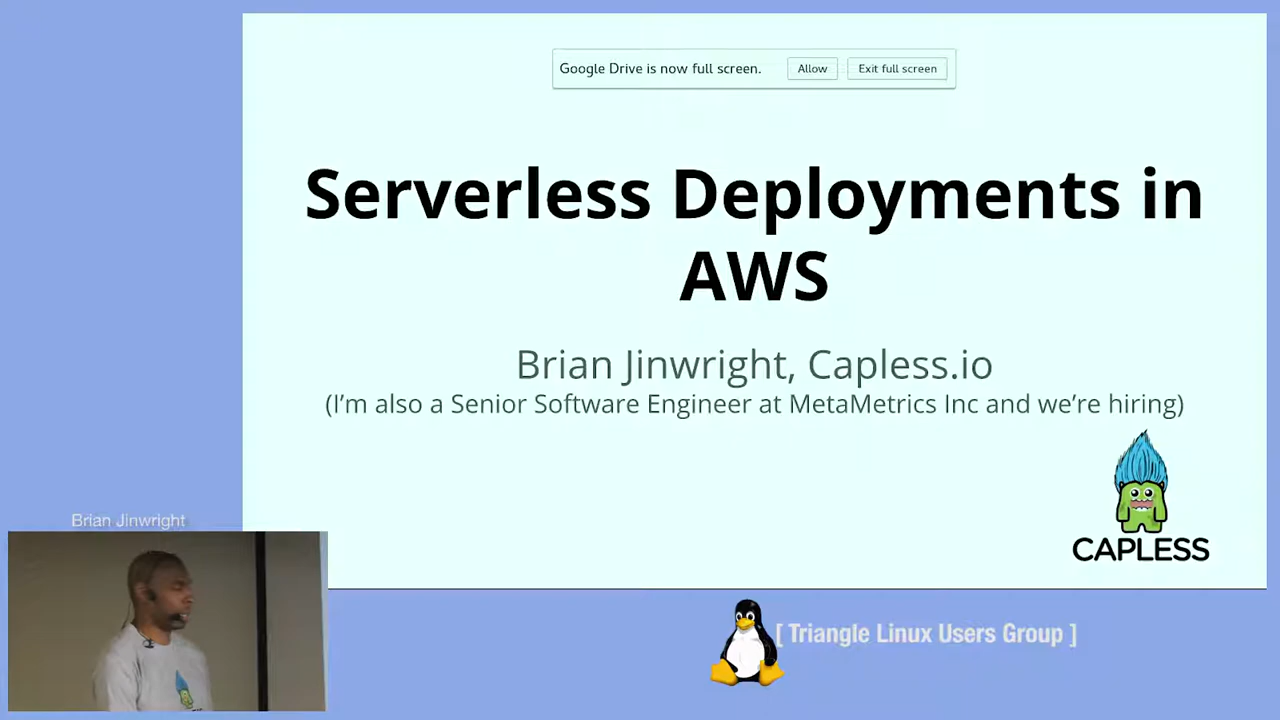 Google Drive is now full screen. Allow Exit full screen
Serverless Deployments in
AWS
Brian Jinwright, Capless.io
(I'm also a Senior Software Engineer at MetaMetrics Inc and we're hiring)
CAPLESS
Brian Jinwright
[ Triangle Linux Users Group ]